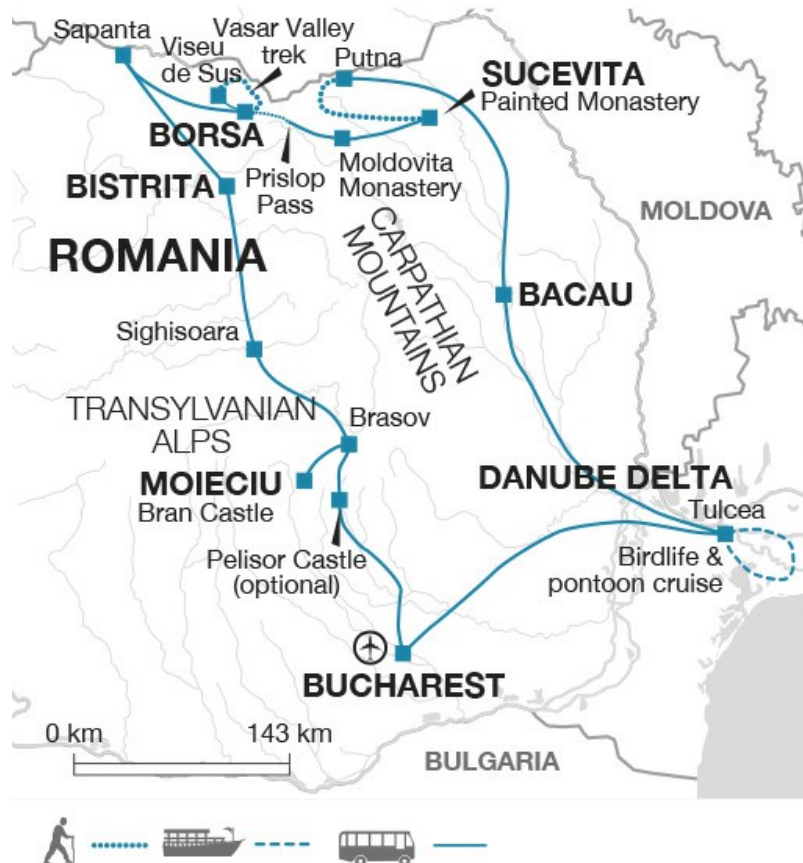 Sapanta
Viseu
de Sus
Vasar Valley
trek
Putna
SUCEVITA
Painted Monastery
BORSA
Prislop
Pass
Moldovita
Monastery
BISTRITA
MOLDOVA
ROMANIA
CARPATHIAN
MOUNTAINS
BACAU
Sighisoara
TRANSYLVANIAN
ALPS
Brasov
MOIECIU
Bran Castle
DANUBE DELTA
Tulcea
Birdlife &
pontoon cruise
Pelisor Castle
(optional)
BUCHAREST
0 km
143 km
BULGARIA